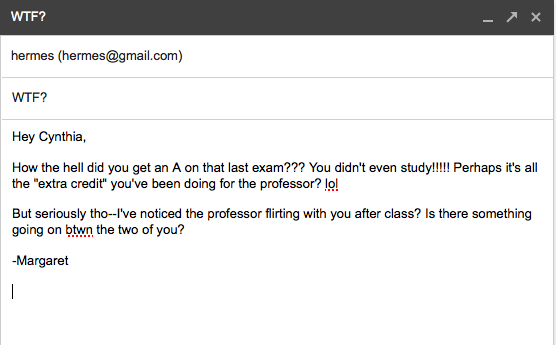 WTF?
hermes (hermes@gmail.com)
WTF?
Hey Cynthia,
How the hell did you get an A on that last exam??? You didn't even study!!!!! Perhaps it's all
the "extra credit" you've been doing for the professor? lol
But seriously tho--I've noticed the professor flirting with you after class? Is there something
going on btwn the two of you?
-Margaret